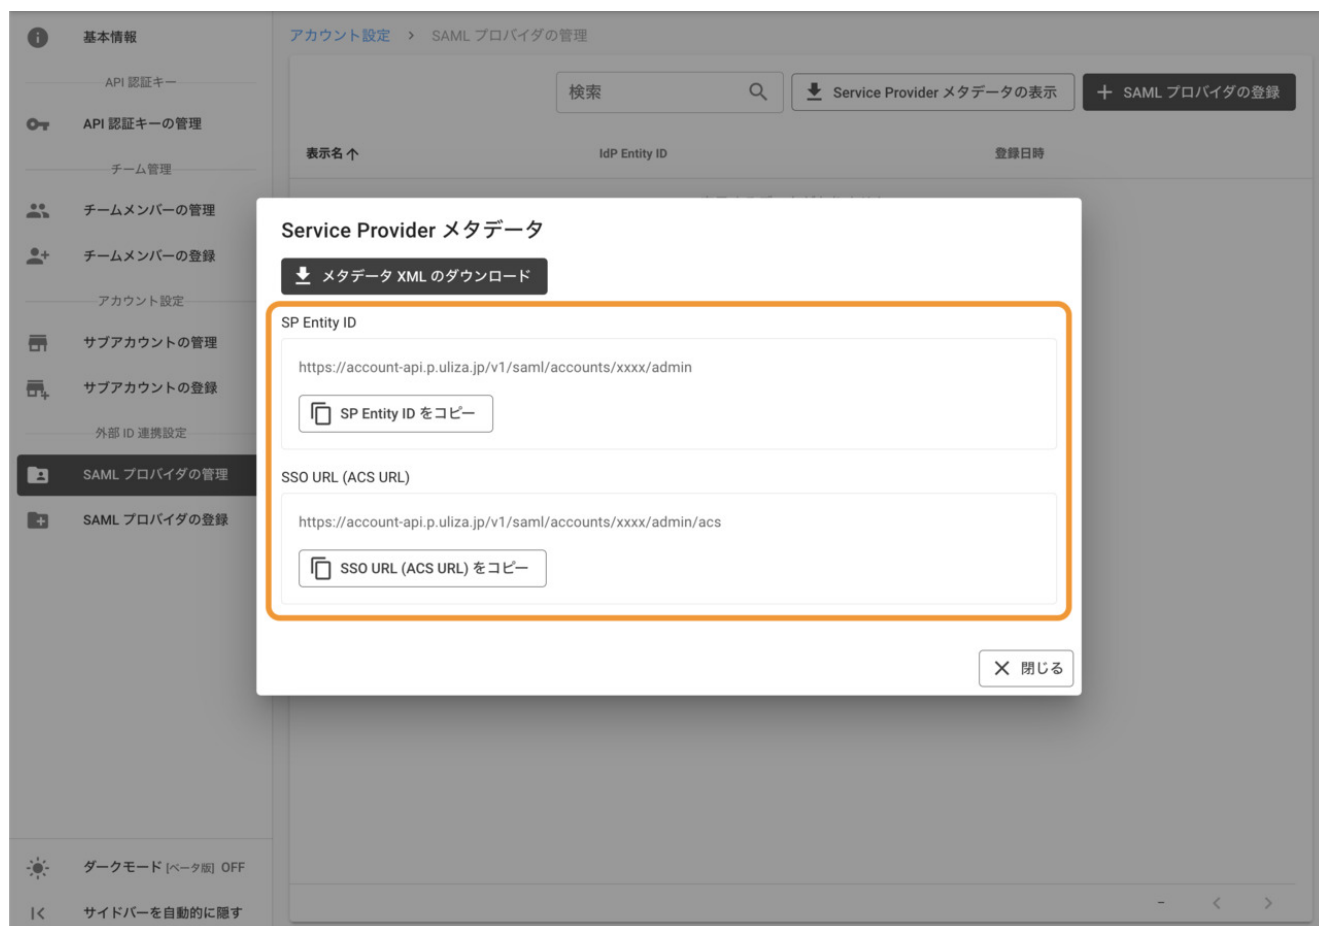 基本情報
API 認証キー
API 認証キーの管理
チーム管理
チームメンバーの管理
チームメンバーの登録
アカウント設定
サブアカウントの管理
サブアカウントの登録
外部 ID 連携設定
SAML プロバイダの管理
SAML プロバイダの登録
ダークモード [ベータ版] OFF
サイドバーを自動的に隠す
アカウント設定 > SAML プロバイダの管理
検索
Service Provider メタデータの表示
+ SAML プロバイダの登録
表示名 ↑ IdP Entity ID 登録日時
Service Provider メタデータ
メタデータ XML のダウンロード
SP Entity ID
https://account-api.p.uliza.jp/v1/saml/accounts/xxxx/admin
SP Entity ID をコピー
SSO URL (ACS URL)
https://account-api.p.uliza.jp/v1/saml/accounts/xxxx/admin/acs
SSO URL (ACS URL) をコピー
× 閉じる
– < >